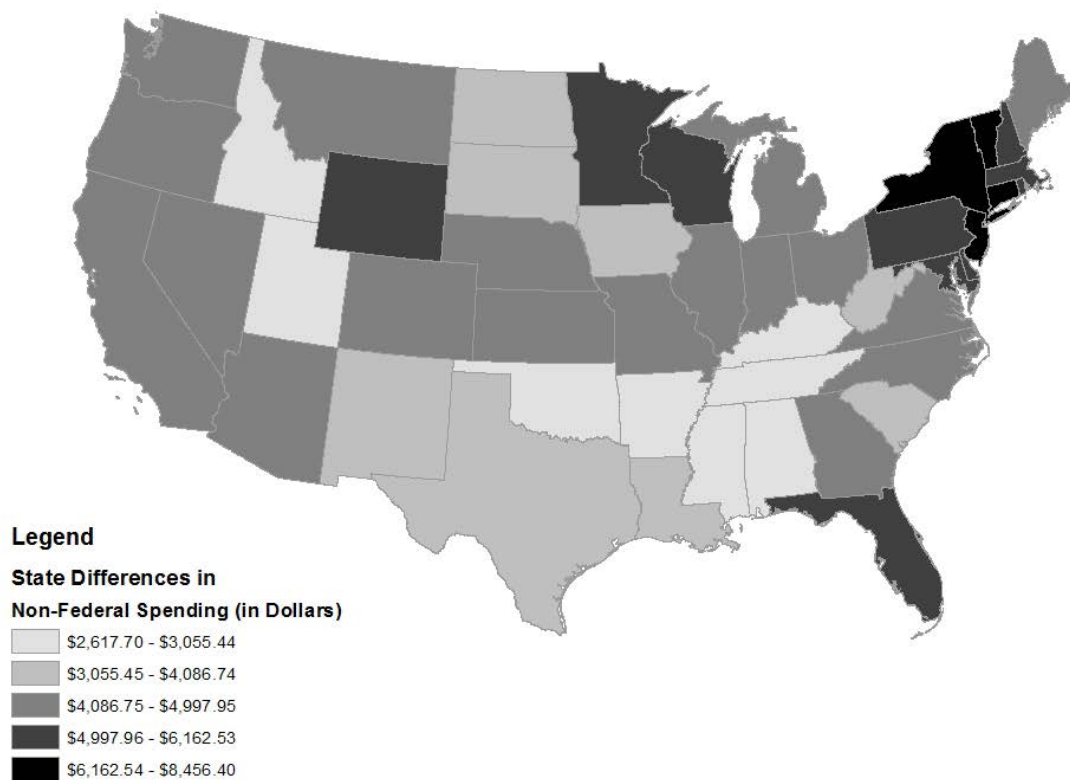 Legend
State Differences in
Non-Federal Spending (in Dollars)
$2,617.70 - $3,055.44
$3,055.45 - $4,086.74
$4,086.75 - $4,997.95
$4,997.96 - $6,162.53
$6,162.54 - $8,456.40